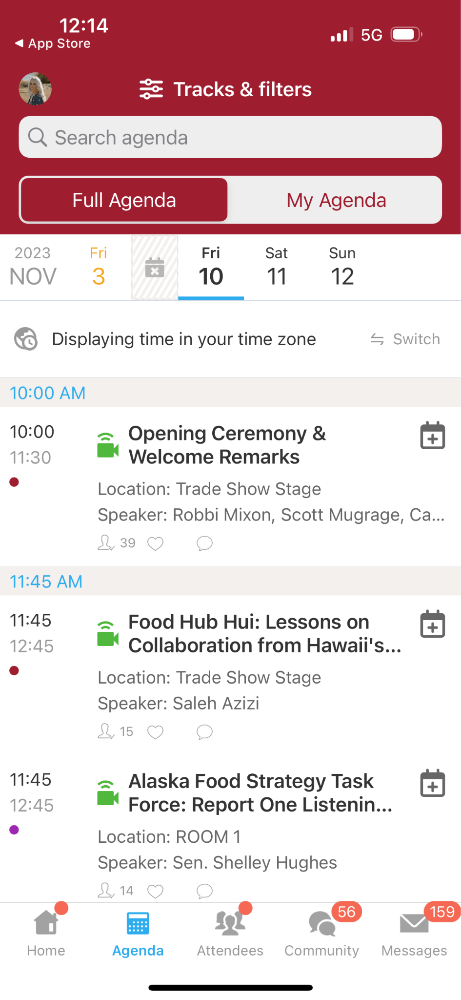 12:14
◀ App Store
5G
Tracks & filters
Search agenda
Full Agenda
My Agenda
2023
NOV
Fri
3
Fri
10
Sat
11
Sun
12
Displaying time in your time zone
Switch
10:00 AM
10:00
11:30
Opening Ceremony &
Welcome Remarks
Location: Trade Show Stage
Speaker: Robbi Mixon, Scott Mugrage, Ca...
39
11:45 AM
11:45
12:45
Food Hub Hui: Lessons on
Collaboration from Hawaii's...
Location: Trade Show Stage
Speaker: Saleh Azizi
15
11:45
12:45
Alaska Food Strategy Task
Force: Report One Listenin...
Location: ROOM 1
Speaker: Sen. Shelley Hughes
14
Home
Agenda
Attendees
56
Community
159
Messages